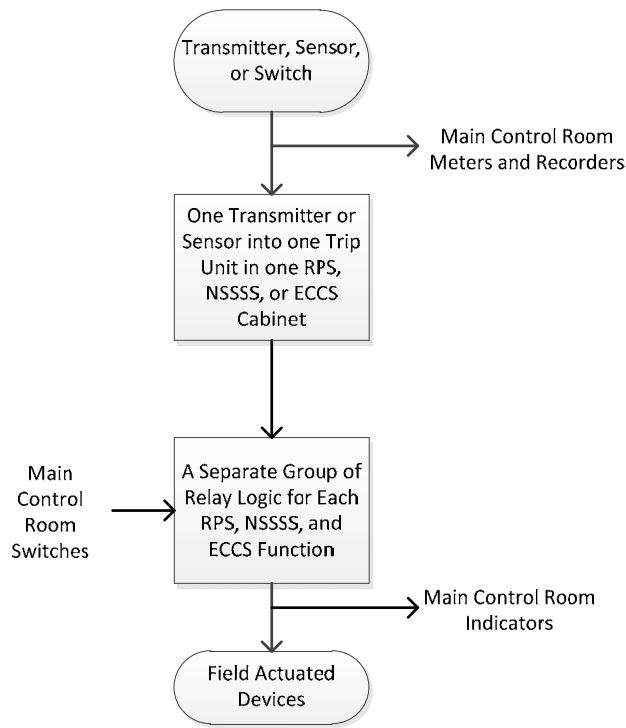 Transmitter, Sensor,
or Switch
Main Control Room
Meters and Recorders
One Transmitter or
Sensor into one Trip
Unit in one RPS,
NSSSS, or ECCS
Cabinet
Main
Control
Room
Switches
A Separate Group of
Relay Logic for Each
RPS, NSSSS, and
ECCS Function
Main Control Room
Indicators
Field Actuated
Devices